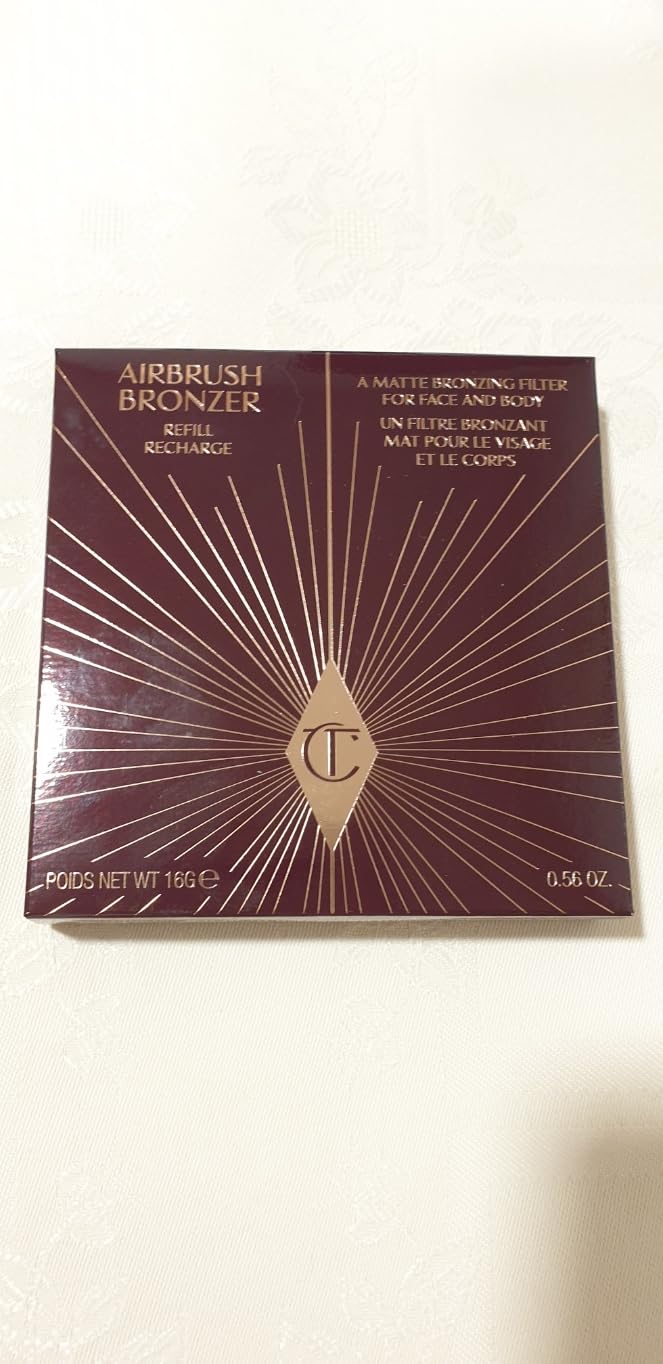 AIRBRUSH
BRONZER
REFILL
RECHARGE
A MATTE BRONZING FILTER
FOR FACE AND BODY
UN FILTRE BRONZANT
MAT POUR LE VISAGE
ET LE CORPS
CT
POIDS NET WT 16G ℮
0.56 OZ.